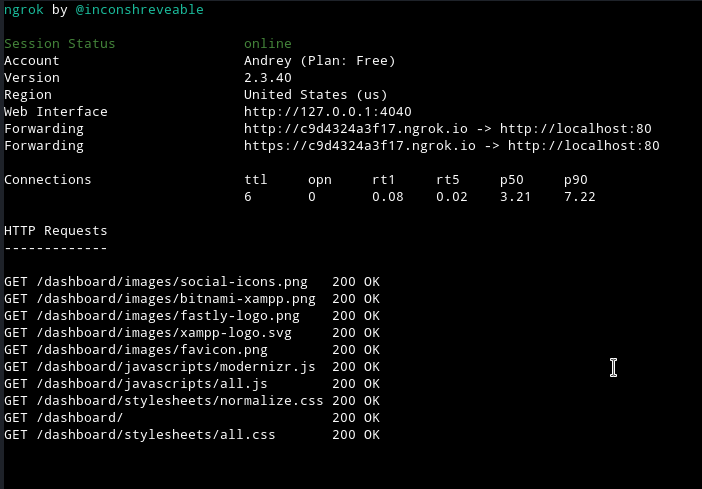 ngrok by @inconshreveable
Session Status online
Account Andrey (Plan: Free)
Version 2.3.40
Region United States (us)
Web Interface http://127.0.0.1:4040
Forwarding http://c9d4324a3f17.ngrok.io -> http://localhost:80
Forwarding https://c9d4324a3f17.ngrok.io -> http://localhost:80
Connections ttl opn rt1 rt5 p50 p90
6 0 0.08 0.02 3.21 7.22
HTTP Requests
-------------
GET /dashboard/images/social-icons.png 200 OK
GET /dashboard/images/bitnami-xampp.png 200 OK
GET /dashboard/images/fastly-logo.png 200 OK
GET /dashboard/images/xampp-logo.svg 200 OK
GET /dashboard/images/favicon.png 200 OK
GET /dashboard/javascripts/modernizr.js 200 OK
GET /dashboard/javascripts/all.js 200 OK
GET /dashboard/stylesheets/normalize.css 200 OK
GET /dashboard/ 200 OK
GET /dashboard/stylesheets/all.css 200 OK